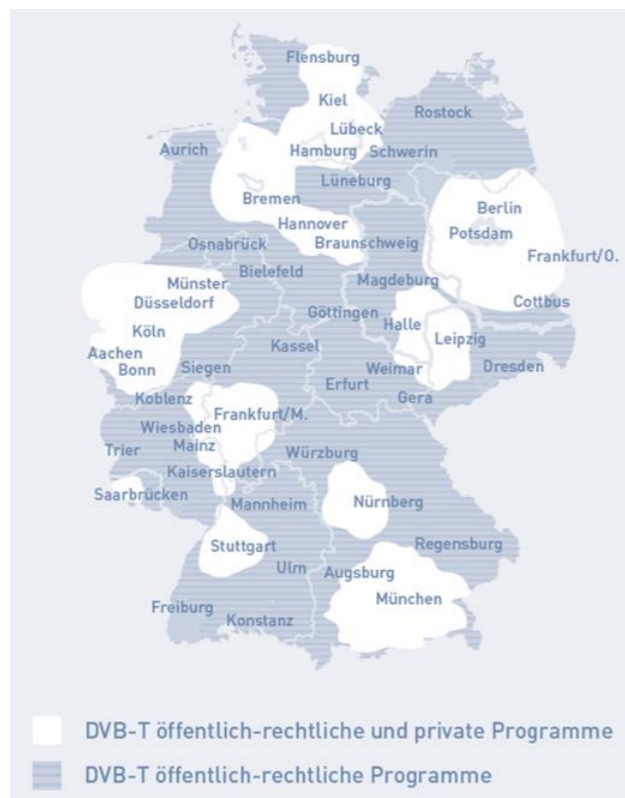 Flensburg
Kiel
Rostock
Lübeck
Aurich
Hamburg
Schwerin
Lüneburg
Bremen
Berlin
Hannover
Potsdam
Osnabrück
Braunschweig
Frankfurt/O.
Bielefeld
Münster
Magdeburg
Düsseldorf
Cottbus
Göttingen
Halle
Köln
Leipzig
Kassel
Aachen
Bonn
Siegen
Weimar
Dresden
Erfurt
Koblenz
Gera
Frankfurt/M.
Wiesbaden
Mainz
Trier
Würzburg
Kaiserslautern
Saarbrücken
Mannheim
Nürnberg
Stuttgart
Regensburg
Ulm
Augsburg
München
Freiburg
Konstanz
DVB-T öffentlich-rechtliche und private Programme
DVB-T öffentlich-rechtliche Programme